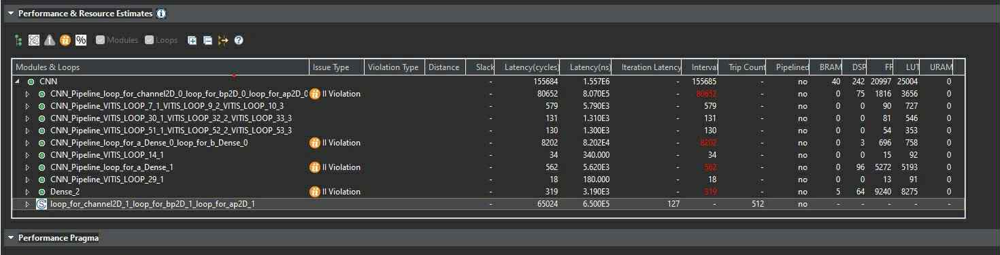 Performance & Resource Estimates
% Modules Loops
Modules & Loops Issue Type Violation Type Distance Slack Latency(cycles) Latency(ns) Iteration Latency Interval Trip Count Pipelined BRAM DSP FF LUT URAM
CNN - 155684 1.557E6 - 155685 - no 40 242 20997 25004 0
CNN_Pipeline_loop_for_channel2D_0_loop_for_bp2D_0_loop_for_ap2D_0 II Violation - 80652 8.070E5 - 80652 - no 0 75 1816 3656 0
CNN_Pipeline_VITIS_LOOP_7_1_VITIS_LOOP_9_2_VITIS_LOOP_10_3 - 579 5.790E3 - 579 - no 0 0 90 727 0
CNN_Pipeline_VITIS_LOOP_30_1_VITIS_LOOP_32_2_VITIS_LOOP_33_3 - 131 1.310E3 - 131 - no 0 0 81 546 0
CNN_Pipeline_VITIS_LOOP_51_1_VITIS_LOOP_52_2_VITIS_LOOP_53_3 - 130 1.300E3 - 130 - no 0 0 54 353 0
CNN_Pipeline_loop_for_a_Dense_0_loop_for_b_Dense_0 II Violation - 8202 8.202E4 - 8202 - no 0 3 696 758 0
CNN_Pipeline_VITIS_LOOP_14_1 - 34 340.000 - 34 - no 0 0 15 92 0
CNN_Pipeline_loop_for_a_Dense_1 II Violation - 562 5.620E3 - 562 - no 0 96 5272 5193 0
CNN_Pipeline_VITIS_LOOP_29_1 - 18 180.000 - 18 - no 0 0 13 91 0
Dense_2 II Violation - 319 3.190E3 - 319 - no 5 64 9240 8275 0
loop_for_channel2D_1_loop_for_bp2D_1_loop_for_ap2D_1 - 65024 6.500E5 127 - 512 no - - - - -
Performance Pragma